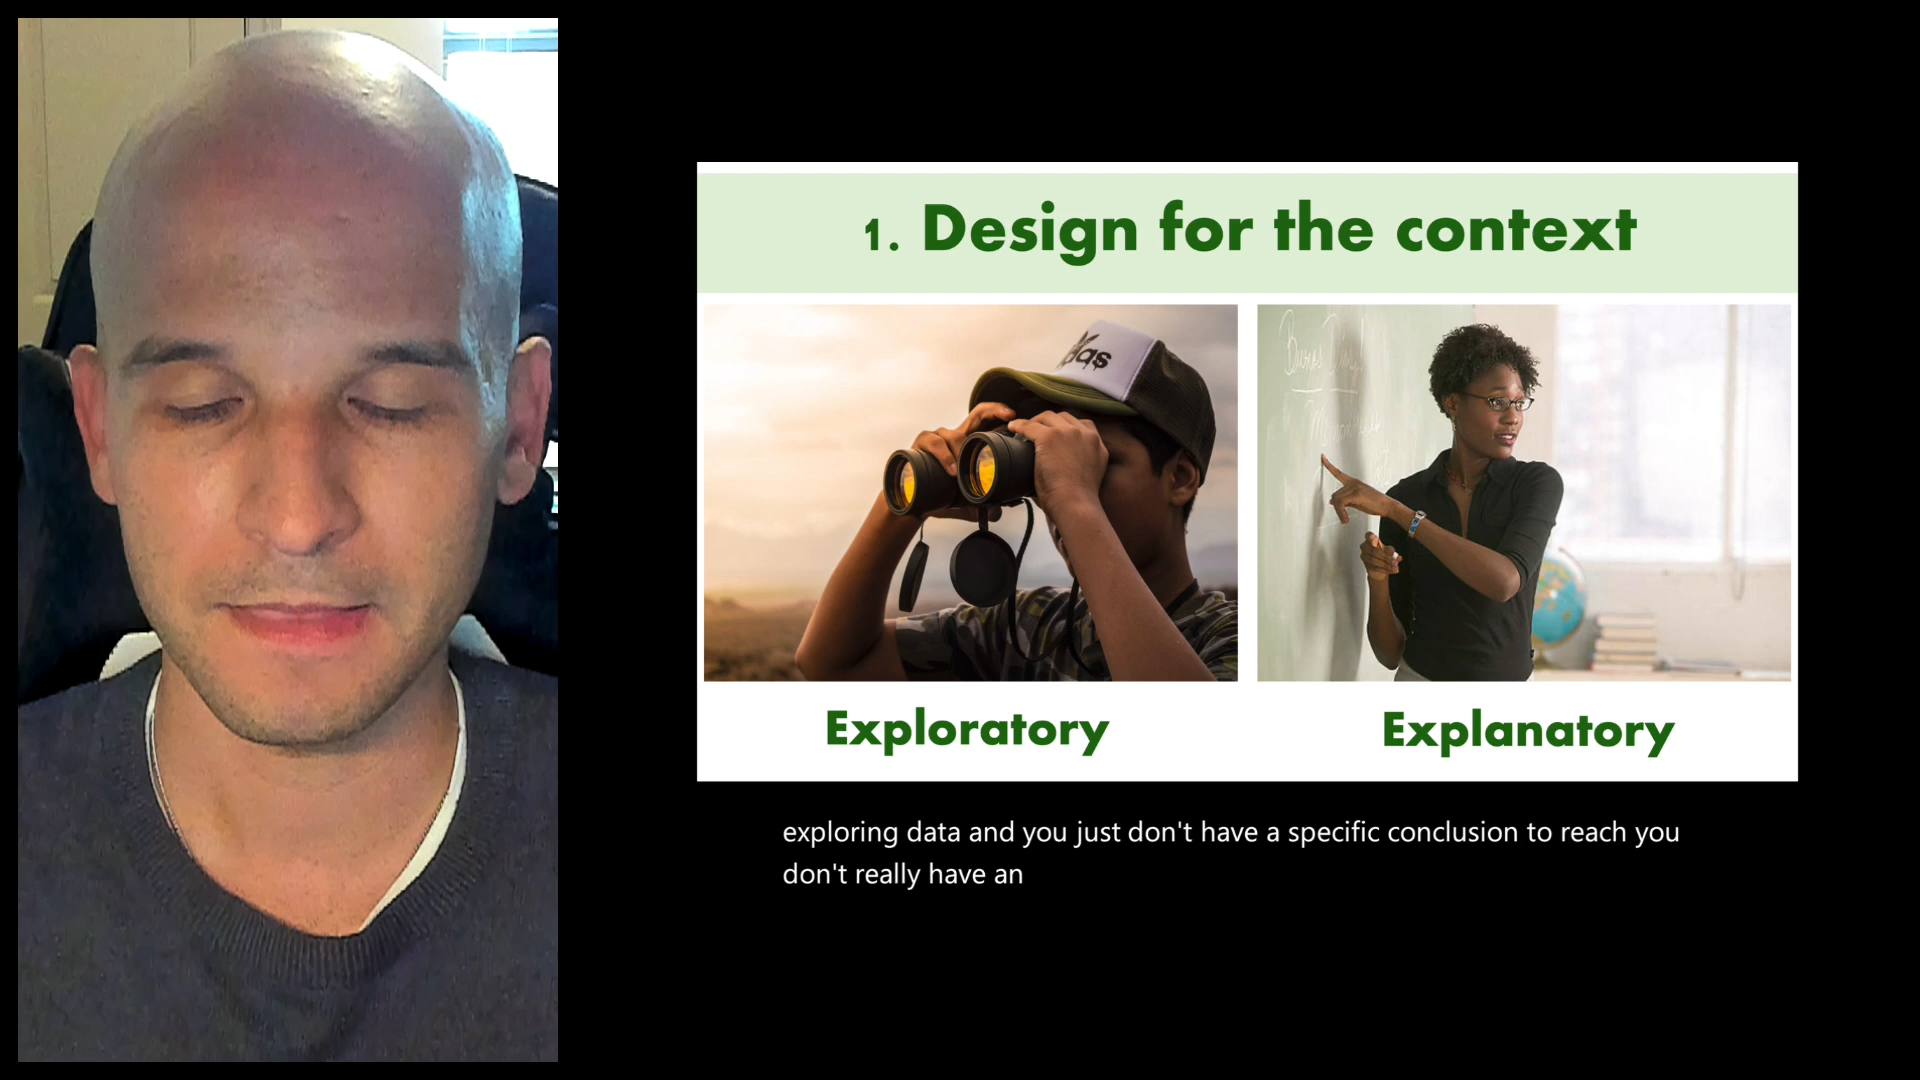 1. Design for the context
das
Exploratory
Explanatory
exploring data and you just don't have a specific conclusion to reach you
don't really have an